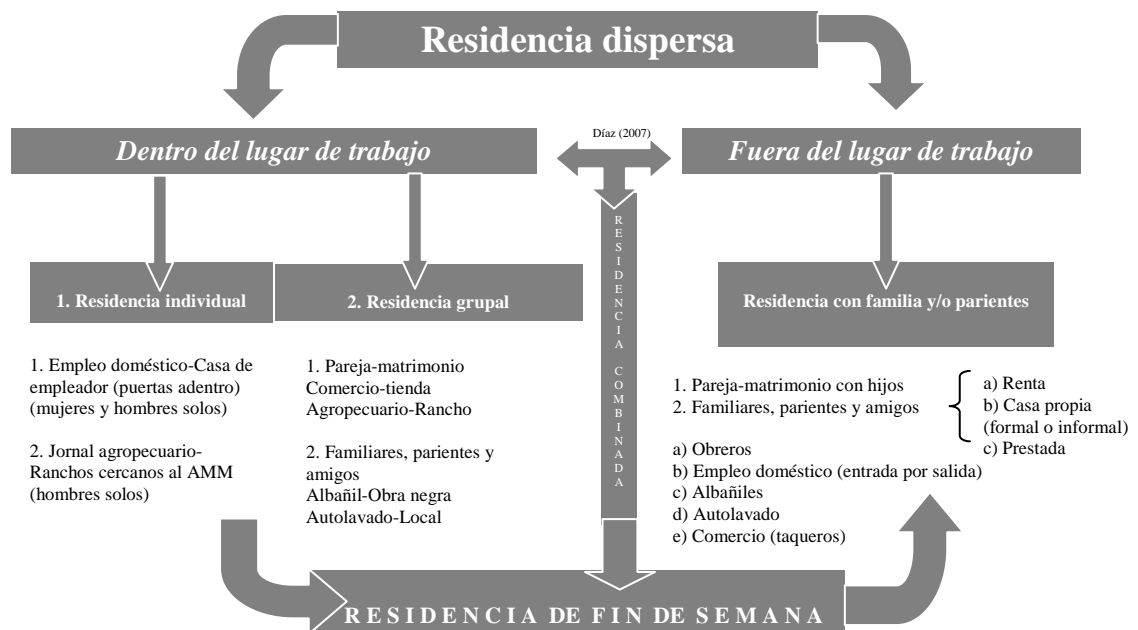 Residencia dispersa
Dentro del lugar de trabajo
Díaz (2007)
Fuera del lugar de trabajo
1. Residencia individual
2. Residencia grupal
RESIDENCIA COMBINADA
Residencia con familia y/o parientes
1. Empleo doméstico-Casa de
empleador (puertas adentro)
(mujeres y hombres solos)
2. Jornal agropecuario-
Ranchos cercanos al AMM
(hombres solos)
1. Pareja-matrimonio
Comercio-tienda
Agropecuario-Rancho
2. Familiares, parientes y
amigos
Albañil-Obra negra
Autolavado-Local
1. Pareja-matrimonio con hijos
2. Familiares, parientes y amigos
a) Renta
b) Casa propia
(formal o informal)
c) Prestada
a) Obreros
b) Empleo doméstico (entrada por salida)
c) Albañiles
d) Autolavado
e) Comercio (taqueros)
RESIDENCIA DE FIN DE SEMANA